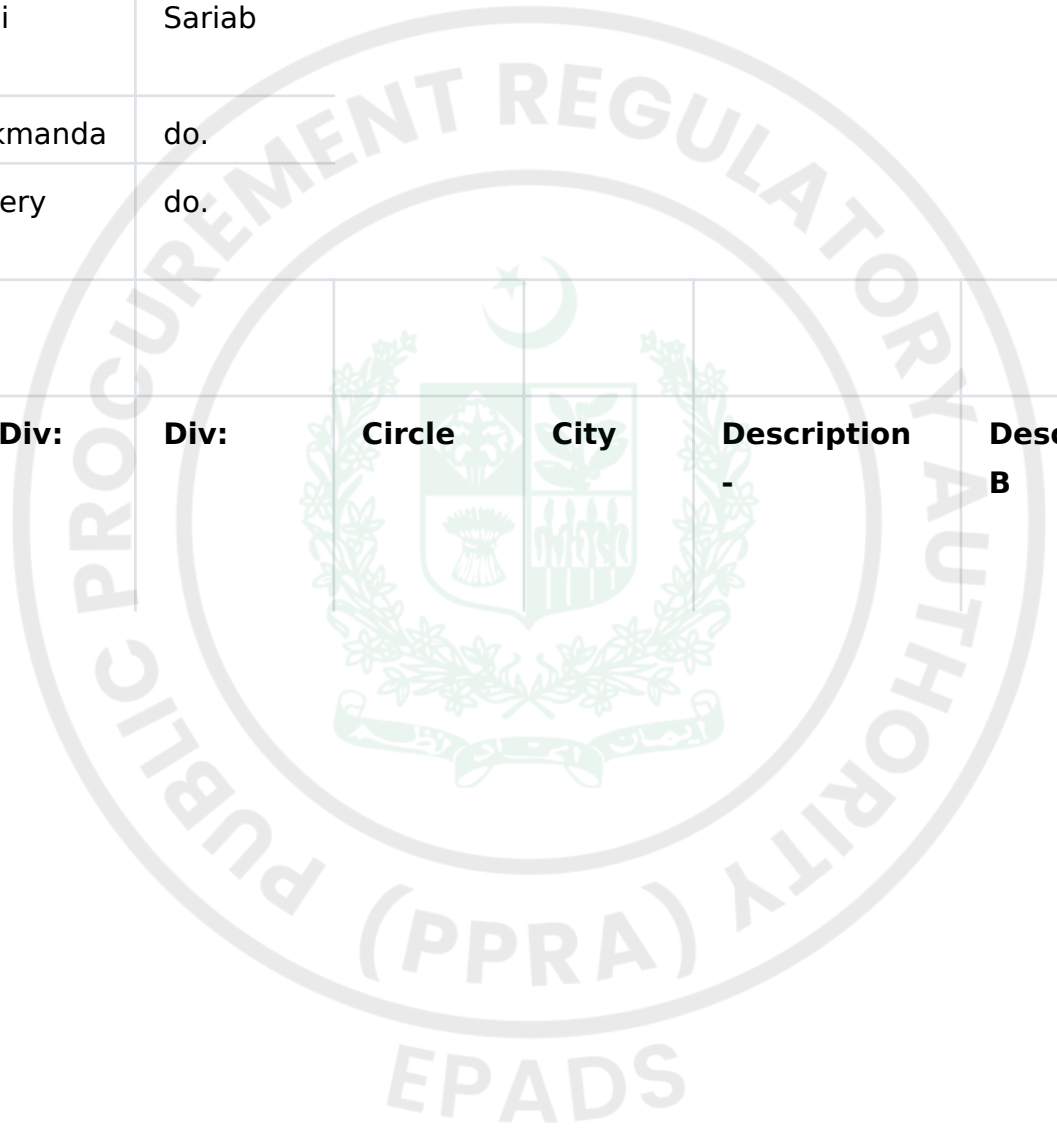 i Sariab
kmanda do.
ery do.
Div: Div: Circle City Description Desc
- B
PUBLIC PROCUREMENT REGULATORY AUTHORITY
(PPRA)
EPADS